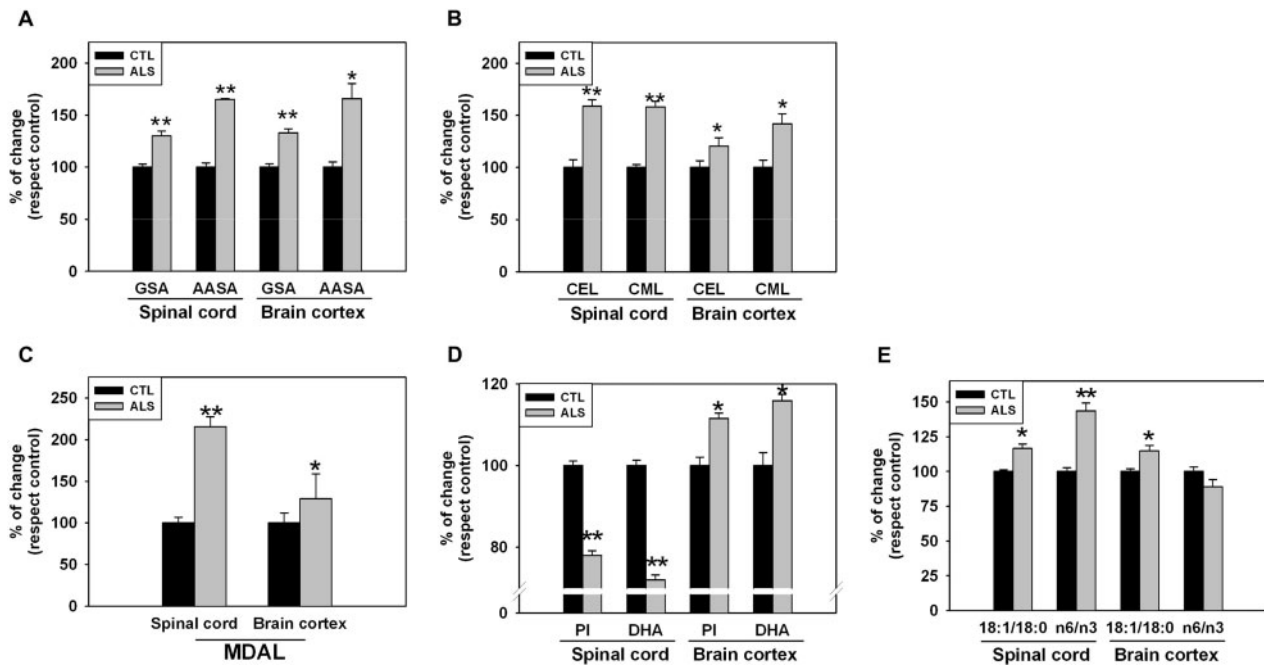 A
% of change
(respect control)
200
150
100
50
0
CTL
ALS
** ** ** *
GSA AASA GSA AASA
Spinal cord Brain cortex
B
% of change
(respect control)
200
150
100
50
0
CTL
ALS
** ** * *
CEL CML CEL CML
Spinal cord Brain cortex
C
% of change
(respect control)
250
200
150
100
50
0
CTL
ALS
** *
Spinal cord Brain cortex
MDAL
D
% of change
(respect control)
120
100
80
0
CTL
ALS
** ** * *
PI DHA PI DHA
Spinal cord Brain cortex
E
% of change
(respect control)
150
125
100
75
50
25
0
CTL
ALS
* ** *
18:1/18:0 n6/n3 18:1/18:0 n6/n3
Spinal cord Brain cortex